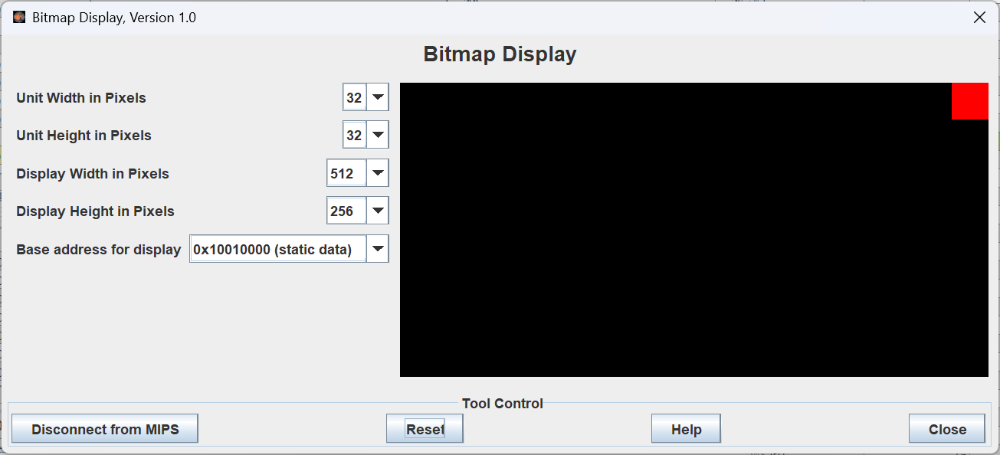 Bitmap Display, Version 1.0
Bitmap Display
Unit Width in Pixels 32
Unit Height in Pixels 32
Display Width in Pixels 512
Display Height in Pixels 256
Base address for display 0x10010000 (static data)
Tool Control
Disconnect from MIPS Reset Help Close